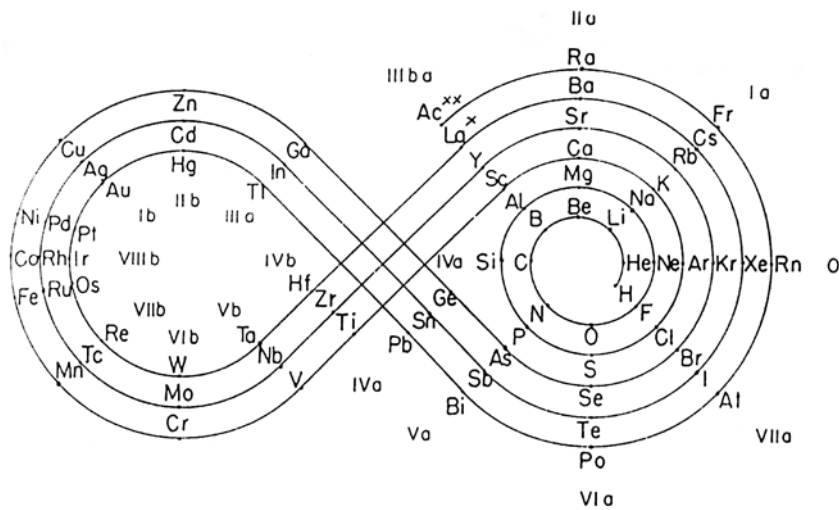 IIa
Ra
IIIba
Ba
Ia
Ac××
Fr
Zn
La×
Sr
Cs
Cd
Cu
Ga
Y
Ca
Rb
Hg
Ag
In
Sc
Mg
K
Au
Tl
Al
Be
Na
Ib
IIb
IIIa
B
Li
Ni
Pd
Pt
Co
Rh
Ir
VIIIb
IVb
IVa
Si
C
He
Ne
Ar
Kr
Xe
Rn
O
Fe
Ru
Os
Hf
Ge
H
Zr
N
F
VIIb
Vb
Sn
P
O
Cl
Re
VIb
Ta
Ti
Pb
As
S
Br
Tc
W
Nb
Sb
Se
I
Mn
Mo
V
IVa
Bi
At
Cr
Va
Te
VIIa
Po
VIa